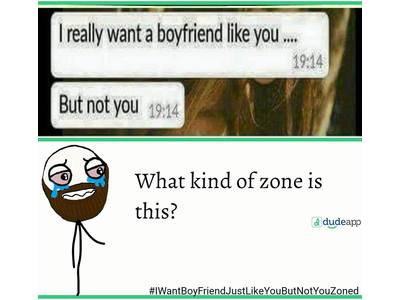 I really want a boyfriend like you ....
19:14
But not you 19:14
What kind of zone is
this?
dudeapp
#IWantBoyFriendJustLikeYouButNotYouZoned